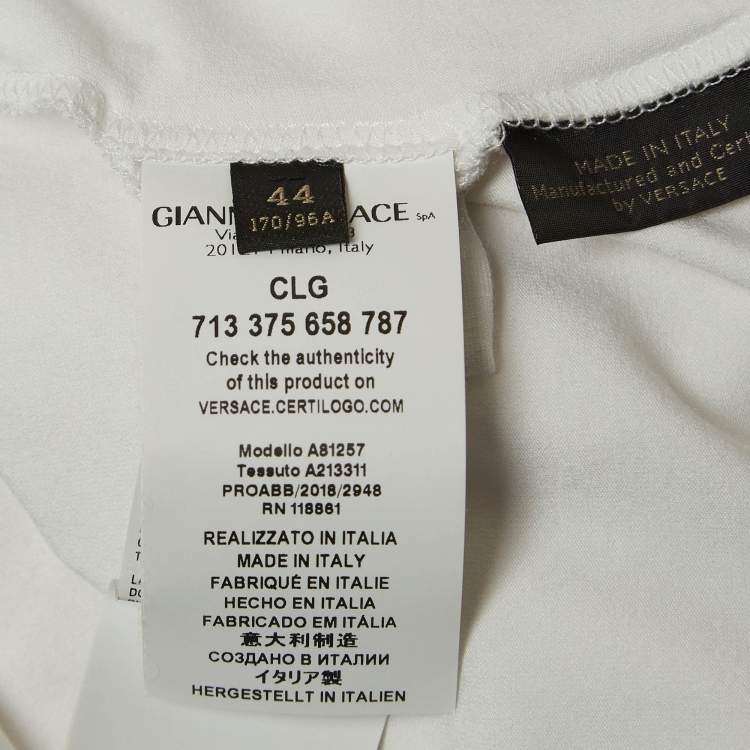 44
170/96A
GIAN ACE SpA
Via
Milano, Italy
CLG
713 375 658 787
Check the authenticity
of this product on
VERSACE.CERTILOGO.COM
Modello A81257
Tessuto A213311
PROABB/2018/2948
RN 118861
REALIZZATO IN ITALIA
MADE IN ITALY
FABRIQUÉ EN ITALIE
HECHO EN ITALIA
FABRICADO EM ITÁLIA
意大利制造
СОЗДАНО В ИТАЛИИ
イタリア製
HERGESTELLT IN ITALIEN
MADE IN ITALY
Manufactured and Cert
by VERSACE